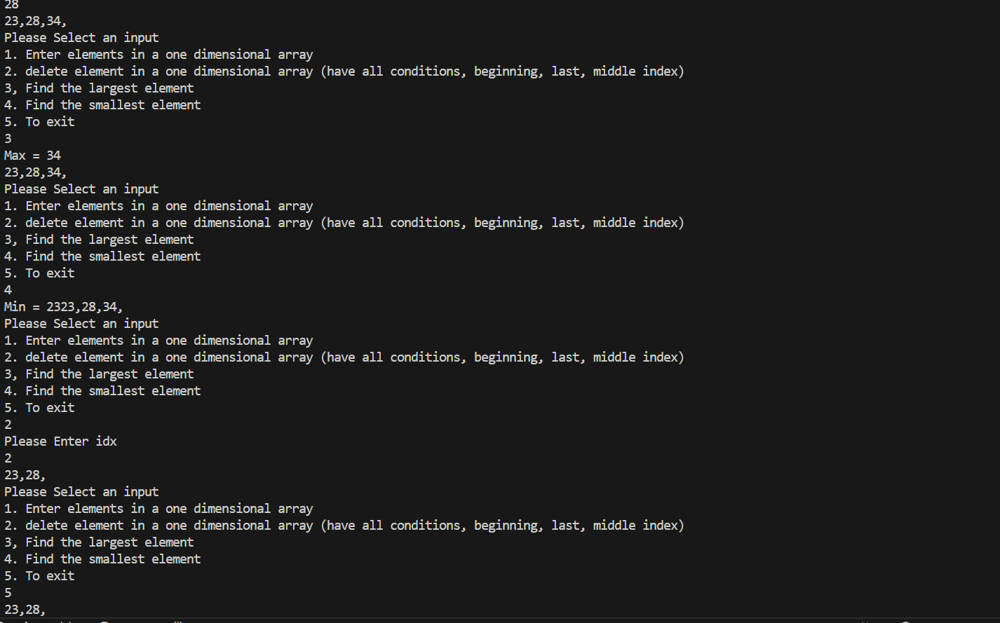 28
23,28,34,
Please Select an input
1. Enter elements in a one dimensional array
2. delete element in a one dimensional array (have all conditions, beginning, last, middle index)
3, Find the largest element
4. Find the smallest element
5. To exit
3
Max = 34
23,28,34,
Please Select an input
1. Enter elements in a one dimensional array
2. delete element in a one dimensional array (have all conditions, beginning, last, middle index)
3, Find the largest element
4. Find the smallest element
5. To exit
4
Min = 2323,28,34,
Please Select an input
1. Enter elements in a one dimensional array
2. delete element in a one dimensional array (have all conditions, beginning, last, middle index)
3, Find the largest element
4. Find the smallest element
5. To exit
2
Please Enter idx
2
23,28,
Please Select an input
1. Enter elements in a one dimensional array
2. delete element in a one dimensional array (have all conditions, beginning, last, middle index)
3, Find the largest element
4. Find the smallest element
5. To exit
5
23,28,